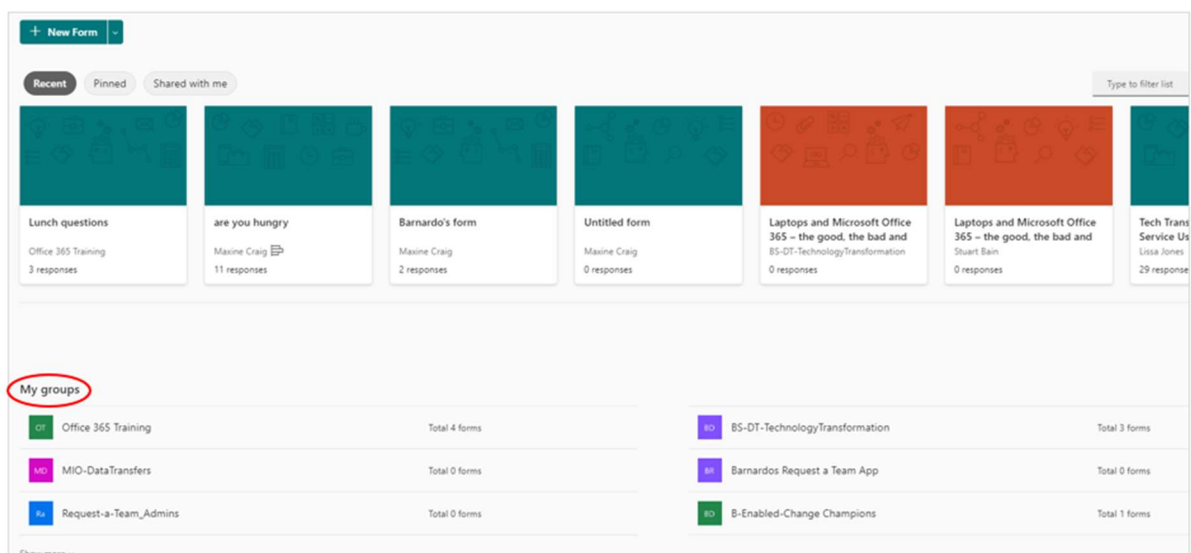 + New Form
Recent
Pinned
Shared with me
Type to filter list
Lunch questions
Office 365 Training
3 responses
are you hungry
Maxine Craig
11 responses
Barnardo's form
Maxine Craig
2 responses
Untitled form
Maxine Craig
0 responses
Laptops and Microsoft Office
365 – the good, the bad and
BS-DT-TechnologyTransformation
0 responses
Laptops and Microsoft Office
365 – the good, the bad and
Stuart Bain
0 responses
Tech Trans
Service Us
Lissa Jones
29 response
My groups
OT Office 365 Training Total 4 forms
BD BS-DT-TechnologyTransformation Total 3 forms
MD MIO-DataTransfers Total 0 forms
BR Barnardos Request a Team App Total 0 forms
Ra Request-a-Team_Admins Total 0 forms
BD B-Enabled-Change Champions Total 1 forms
Show more